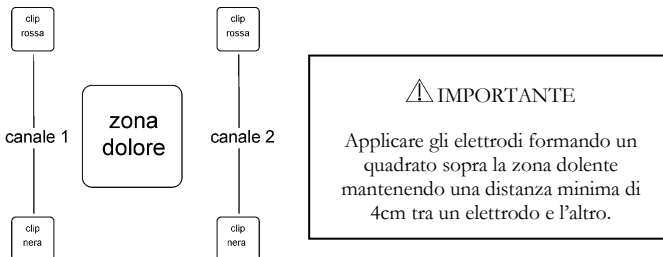 clip
rossa
clip
rossa
canale 1
zona
dolore
canale 2
clip
nera
clip
nera
⚠ IMPORTANTE
Applicare gli elettrodi formando un
quadrato sopra la zona dolente
mantenendo una distanza minima di
4cm tra un elettrodo e l’altro.